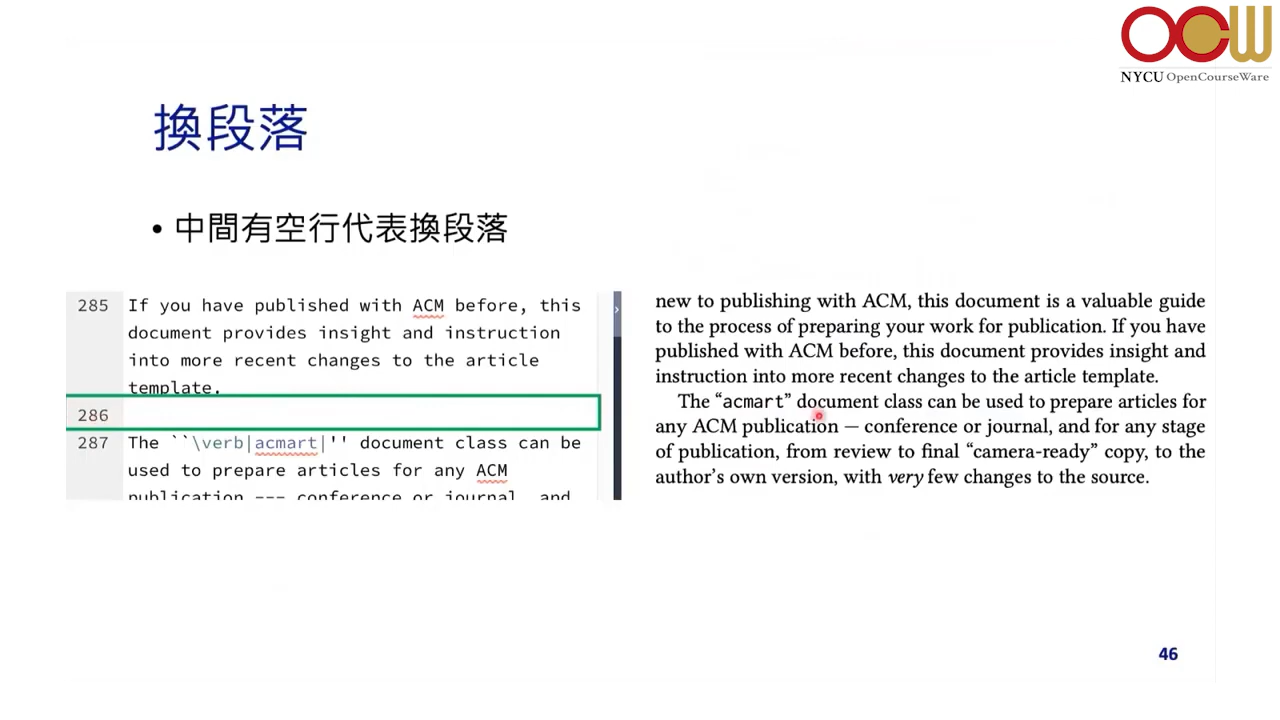 OCW
NYCU OpenCourseWare
換段落
• 中間有空行代表換段落
285 If you have published with ACM before, this
document provides insight and instruction
into more recent changes to the article
template.
286
287 The ``\verb|acmart|'' document class can be
used to prepare articles for any ACM
publication --- conference or journal, and
new to publishing with ACM, this document is a valuable guide
to the process of preparing your work for publication. If you have
published with ACM before, this document provides insight and
instruction into more recent changes to the article template.
The “acmart” document class can be used to prepare articles for
any ACM publication — conference or journal, and for any stage
of publication, from review to final “camera-ready” copy, to the
author’s own version, with very few changes to the source.
46